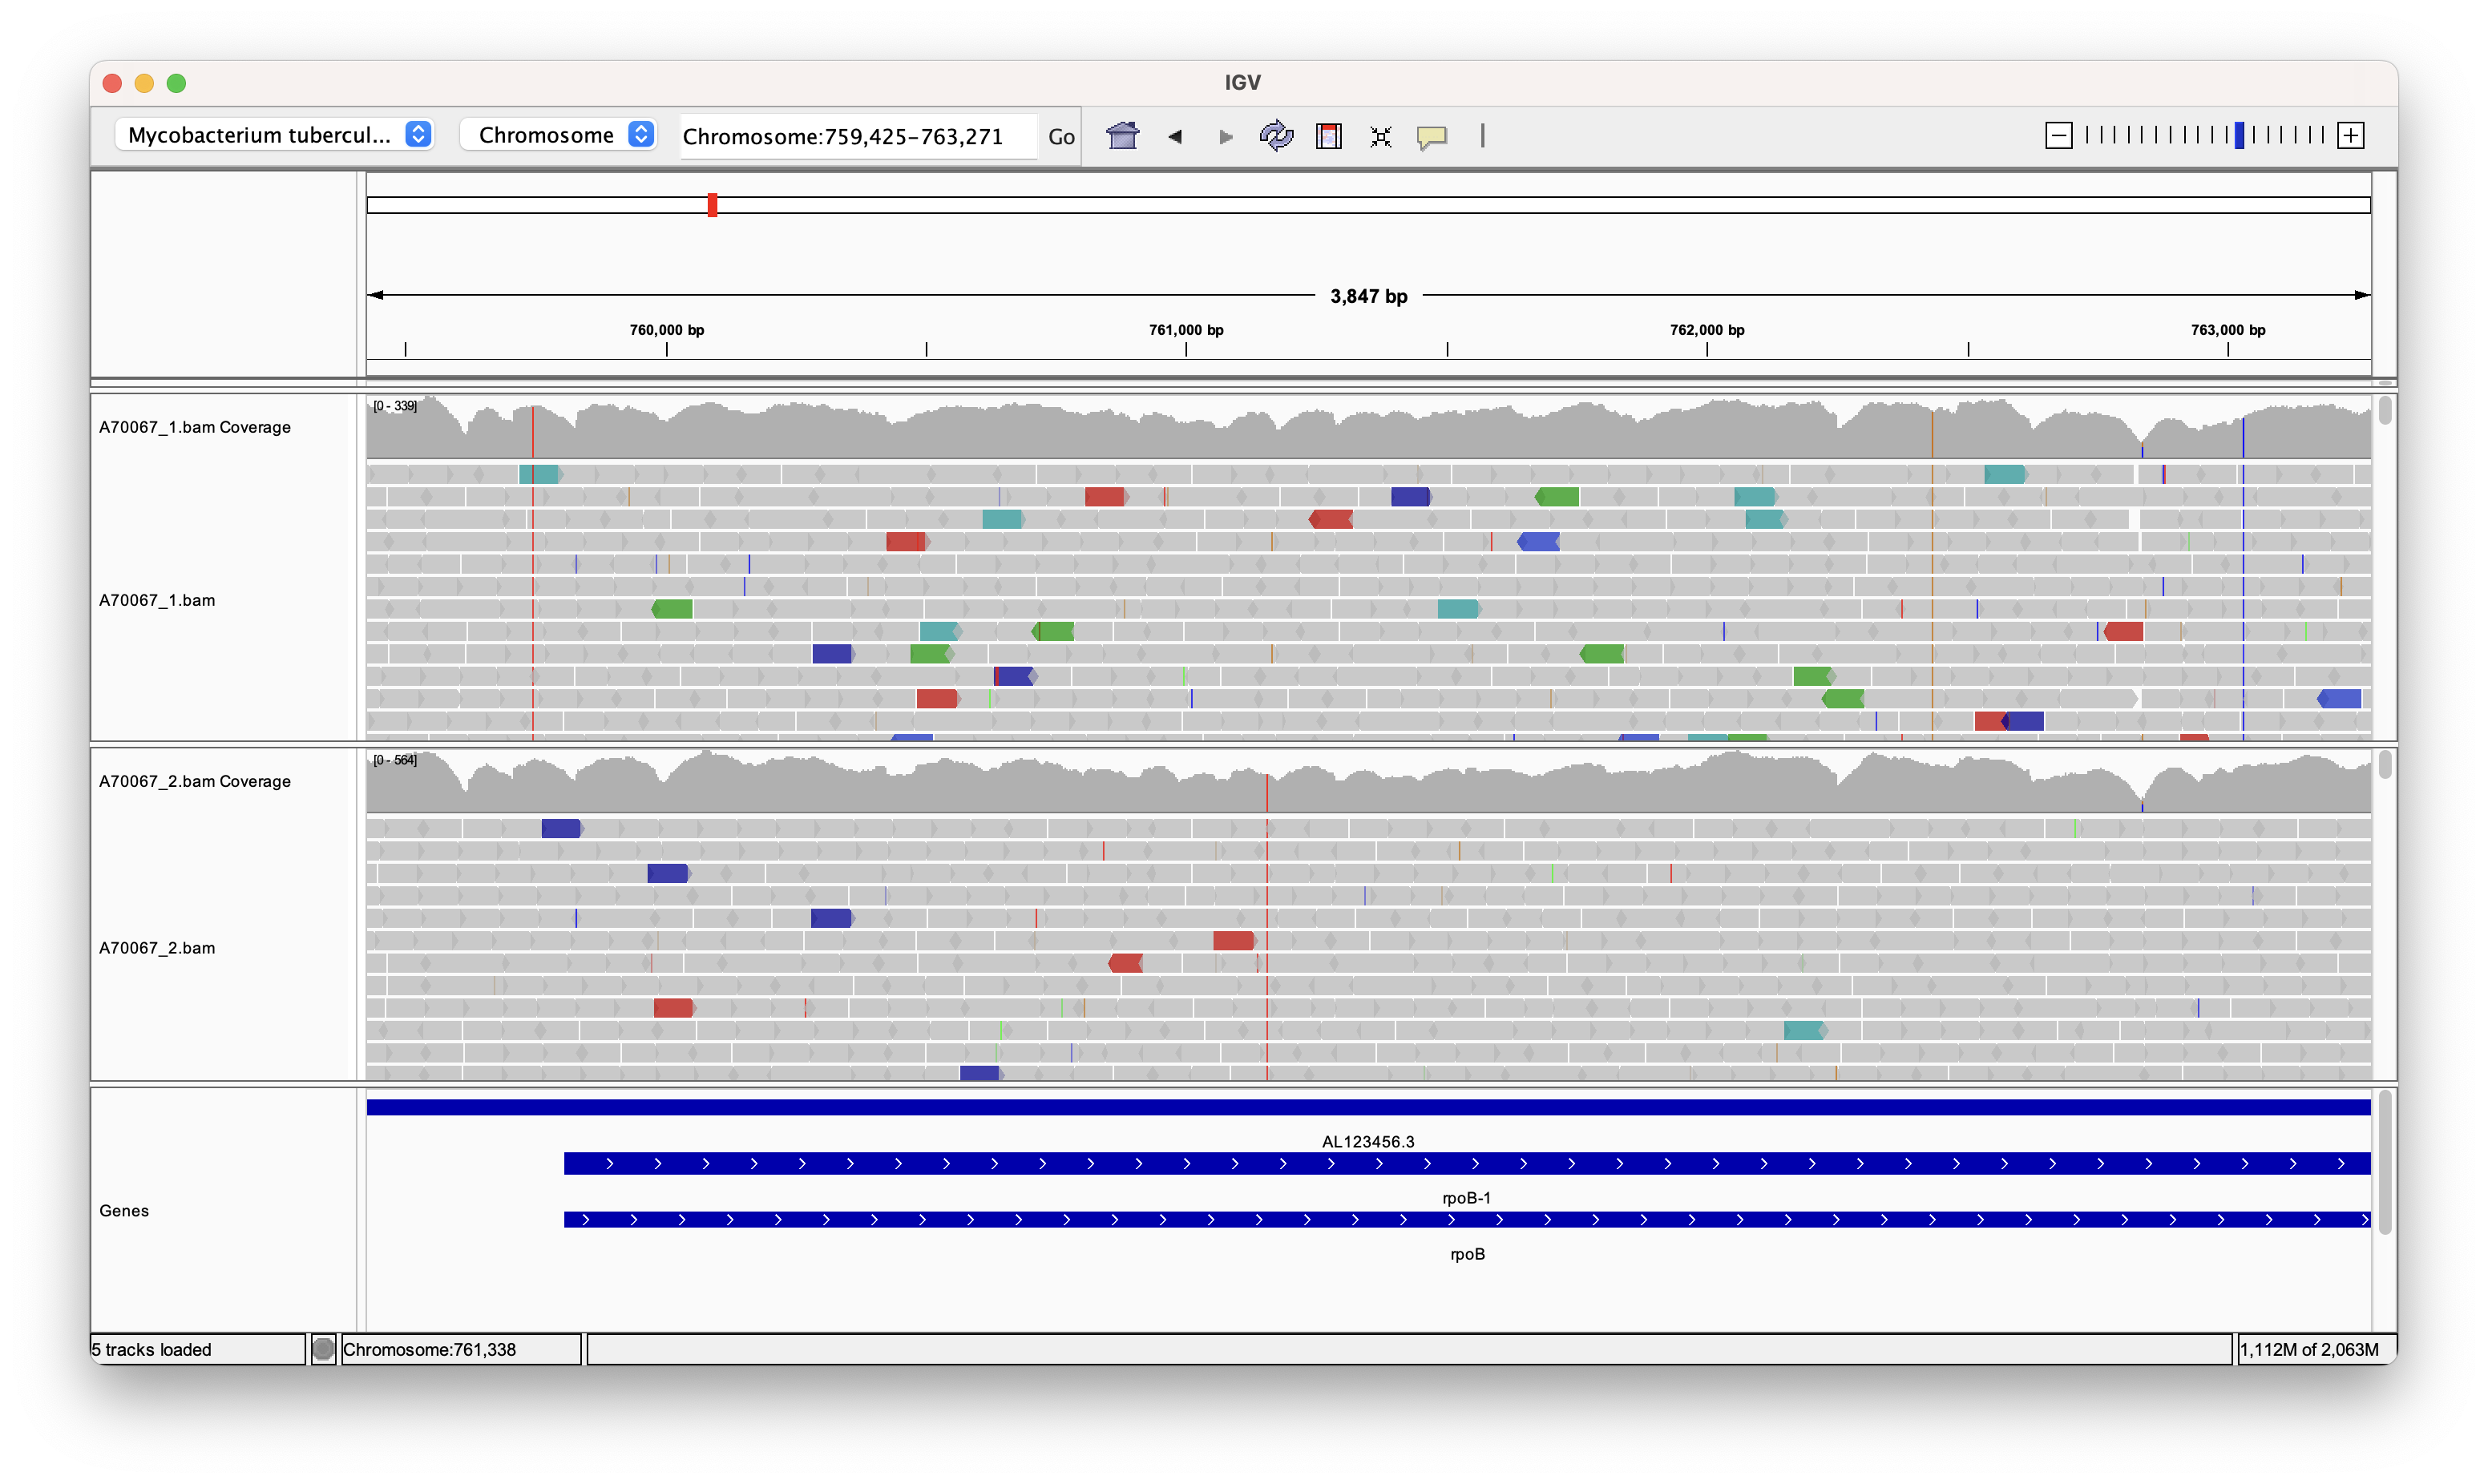 IGV
Mycobacterium tubercul...
Chromosome
Chromosome:759,425-763,271
Go
3,847 bp
760,000 bp
761,000 bp
762,000 bp
763,000 bp
[0 - 339]
A70067_1.bam Coverage
A70067_1.bam
[0 - 564]
A70067_2.bam Coverage
A70067_2.bam
AL123456.3
rpoB-1
Genes
rpoB
5 tracks loaded
Chromosome:761,338
1,112M of 2,063M